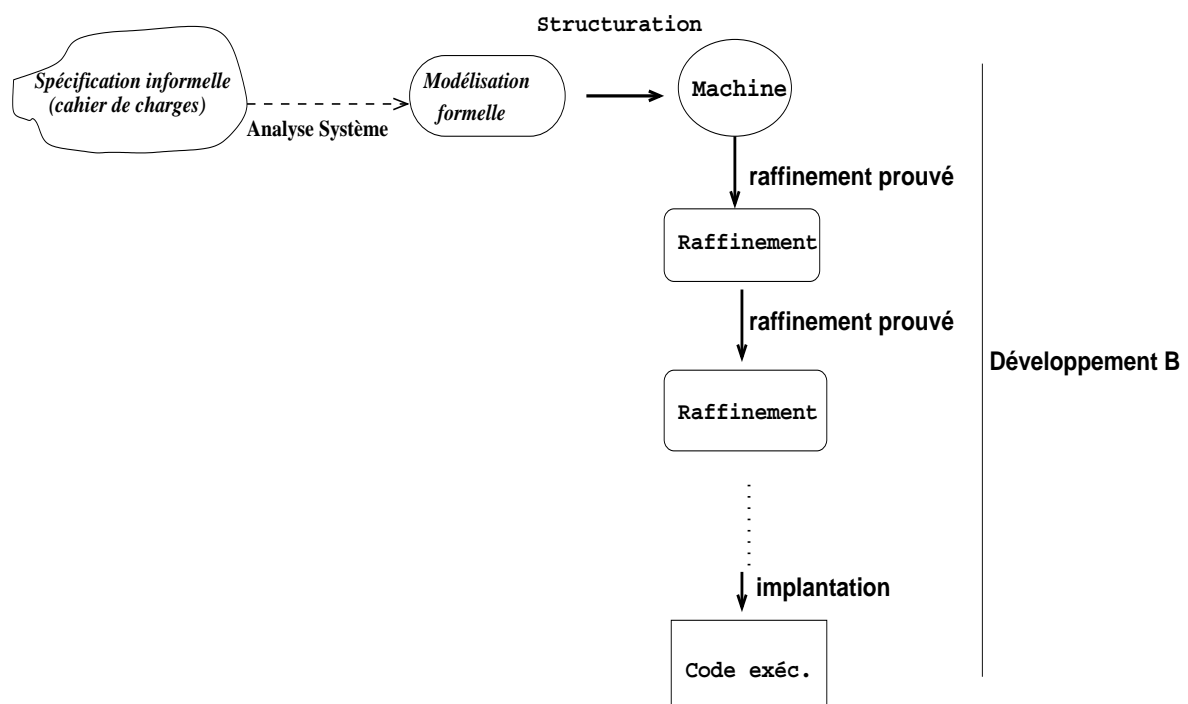 Structuration
Spécification informelle
(cahier de charges)
Analyse Système
Modélisation
formelle
Machine
raffinement prouvé
Raffinement
raffinement prouvé
Développement B
Raffinement
implantation
Code exéc.